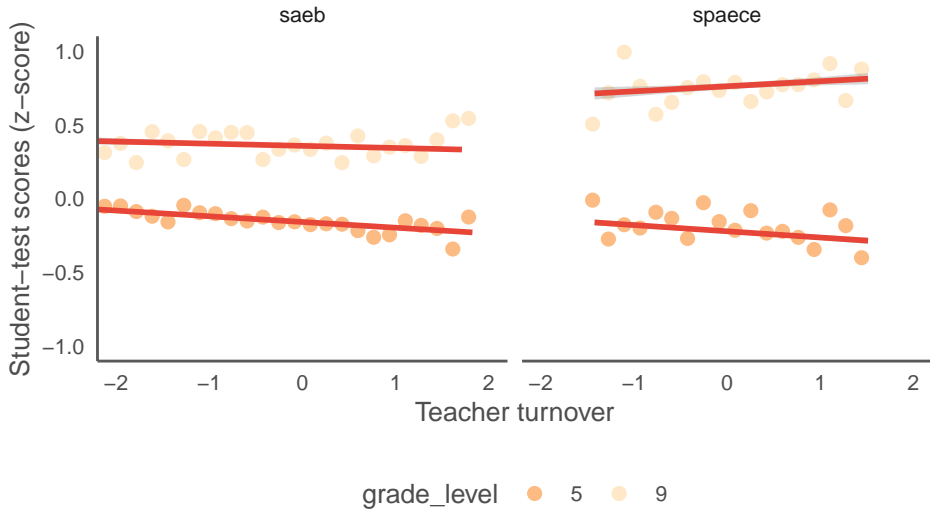 saeb
spaece
Student−test scores (z−score)
1.0
0.5
0.0
−0.5
−1.0
−2 −1 0 1 2
−2 −1 0 1 2
Teacher turnover
grade_level 5 9